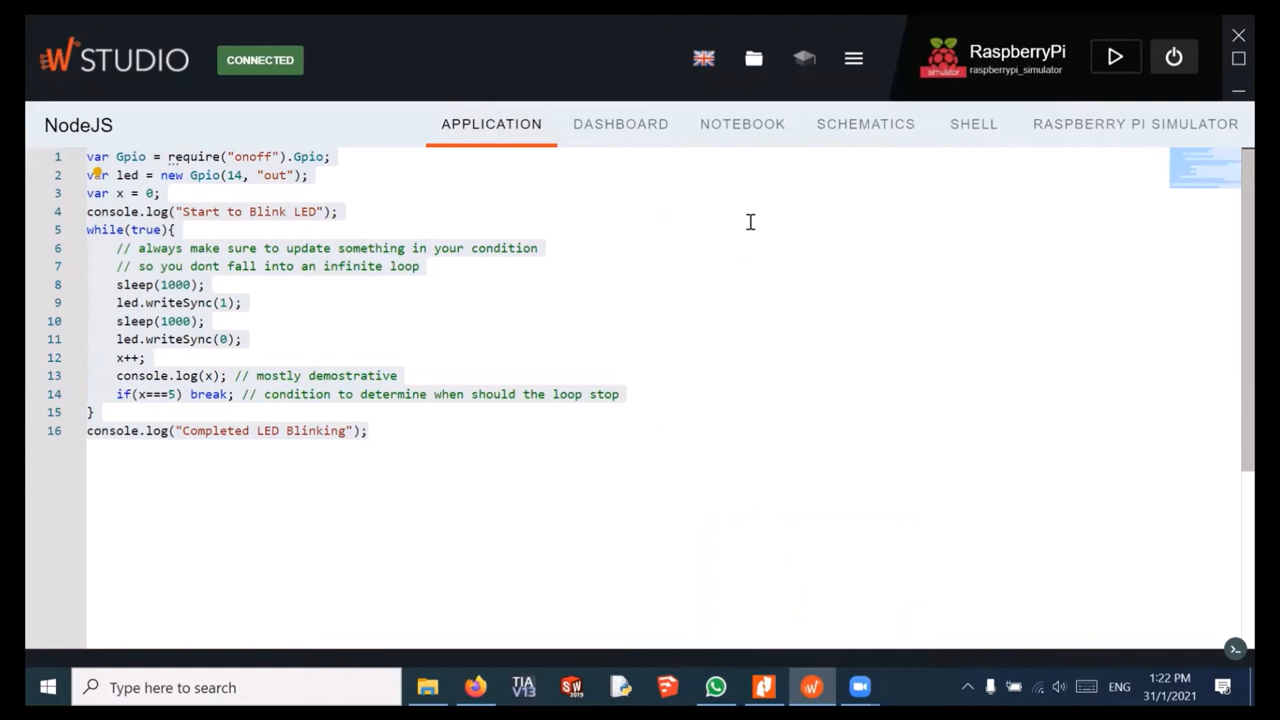 W STUDIO
CONNECTED
simulator
RaspberryPi
raspberrypi_simulator
NodeJS
APPLICATION
DASHBOARD
NOTEBOOK
SCHEMATICS
SHELL
RASPBERRY PI SIMULATOR
1 var Gpio = require("onoff").Gpio;
2 var led = new Gpio(14, "out");
3 var x = 0;
4 console.log("Start to Blink LED");
5 while(true){
6 // always make sure to update something in your condition
7 // so you dont fall into an infinite loop
8 sleep(1000);
9 led.writeSync(1);
10 sleep(1000);
11 led.writeSync(0);
12 x++;
13 console.log(x); // mostly demostrative
14 if(x===5) break; // condition to determine when should the loop stop
15 }
16 console.log("Completed LED Blinking");
Type here to search
TIA
V13
SW
2019
ENG
1:22 PM
31/1/2021